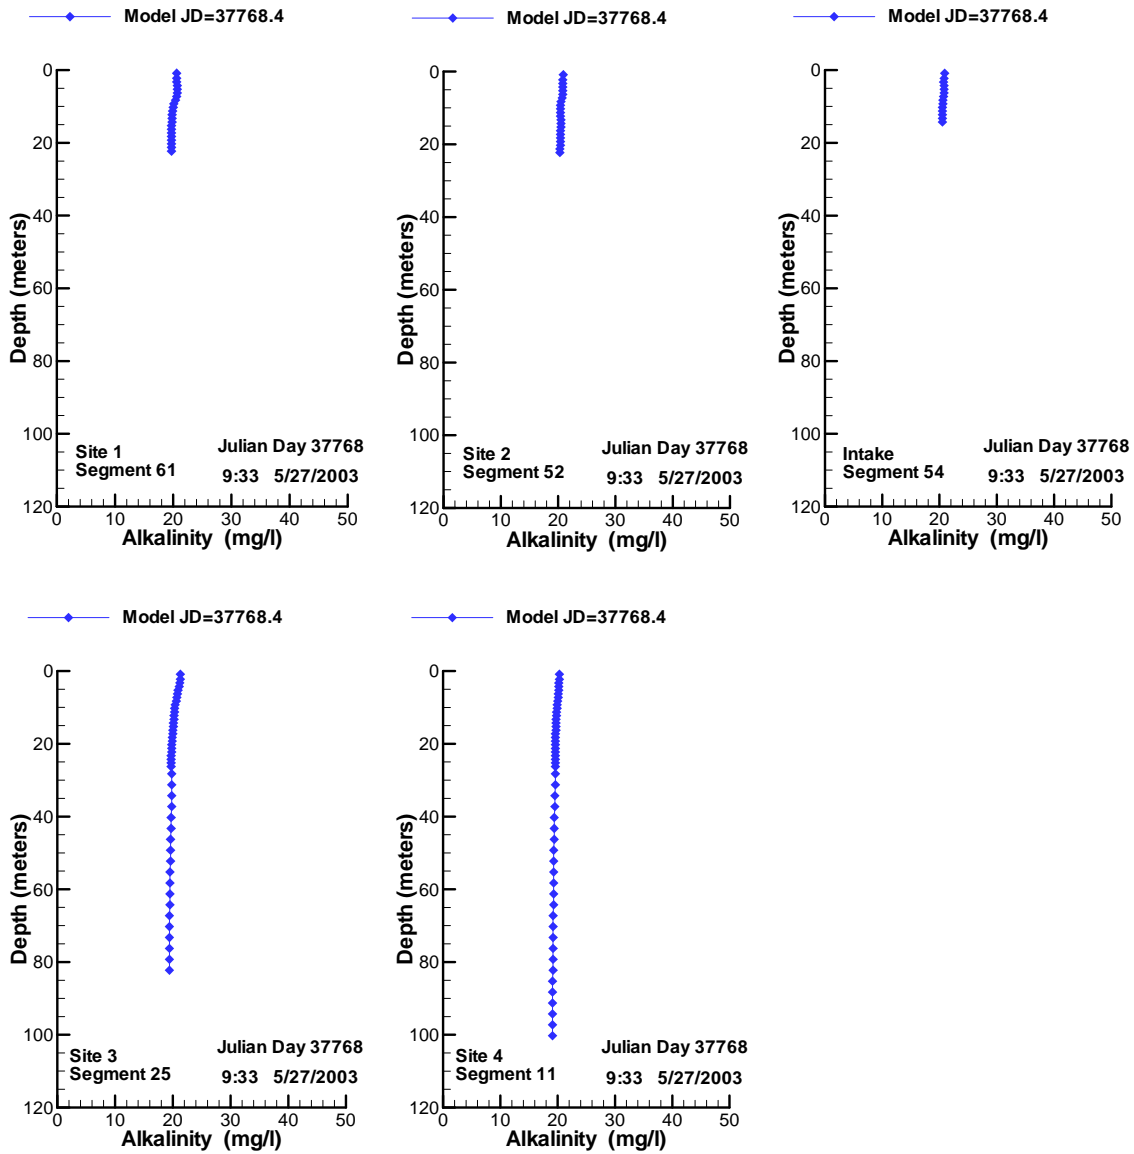 Model JD=37768.4
0
20
40
60
80
100
120
Depth (meters)
Site 1
Segment 61
Julian Day 37768
9:33 5/27/2003
0 10 20 30 40 50
Alkalinity (mg/l)
Model JD=37768.4
0
20
40
60
80
100
120
Depth (meters)
Site 2
Segment 52
Julian Day 37768
9:33 5/27/2003
0 10 20 30 40 50
Alkalinity (mg/l)
Model JD=37768.4
0
20
40
60
80
100
120
Depth (meters)
Intake
Segment 54
Julian Day 37768
9:33 5/27/2003
0 10 20 30 40 50
Alkalinity (mg/l)
Model JD=37768.4
0
20
40
60
80
100
120
Depth (meters)
Site 3
Segment 25
Julian Day 37768
9:33 5/27/2003
0 10 20 30 40 50
Alkalinity (mg/l)
Model JD=37768.4
0
20
40
60
80
100
120
Depth (meters)
Site 4
Segment 11
Julian Day 37768
9:33 5/27/2003
0 10 20 30 40 50
Alkalinity (mg/l)